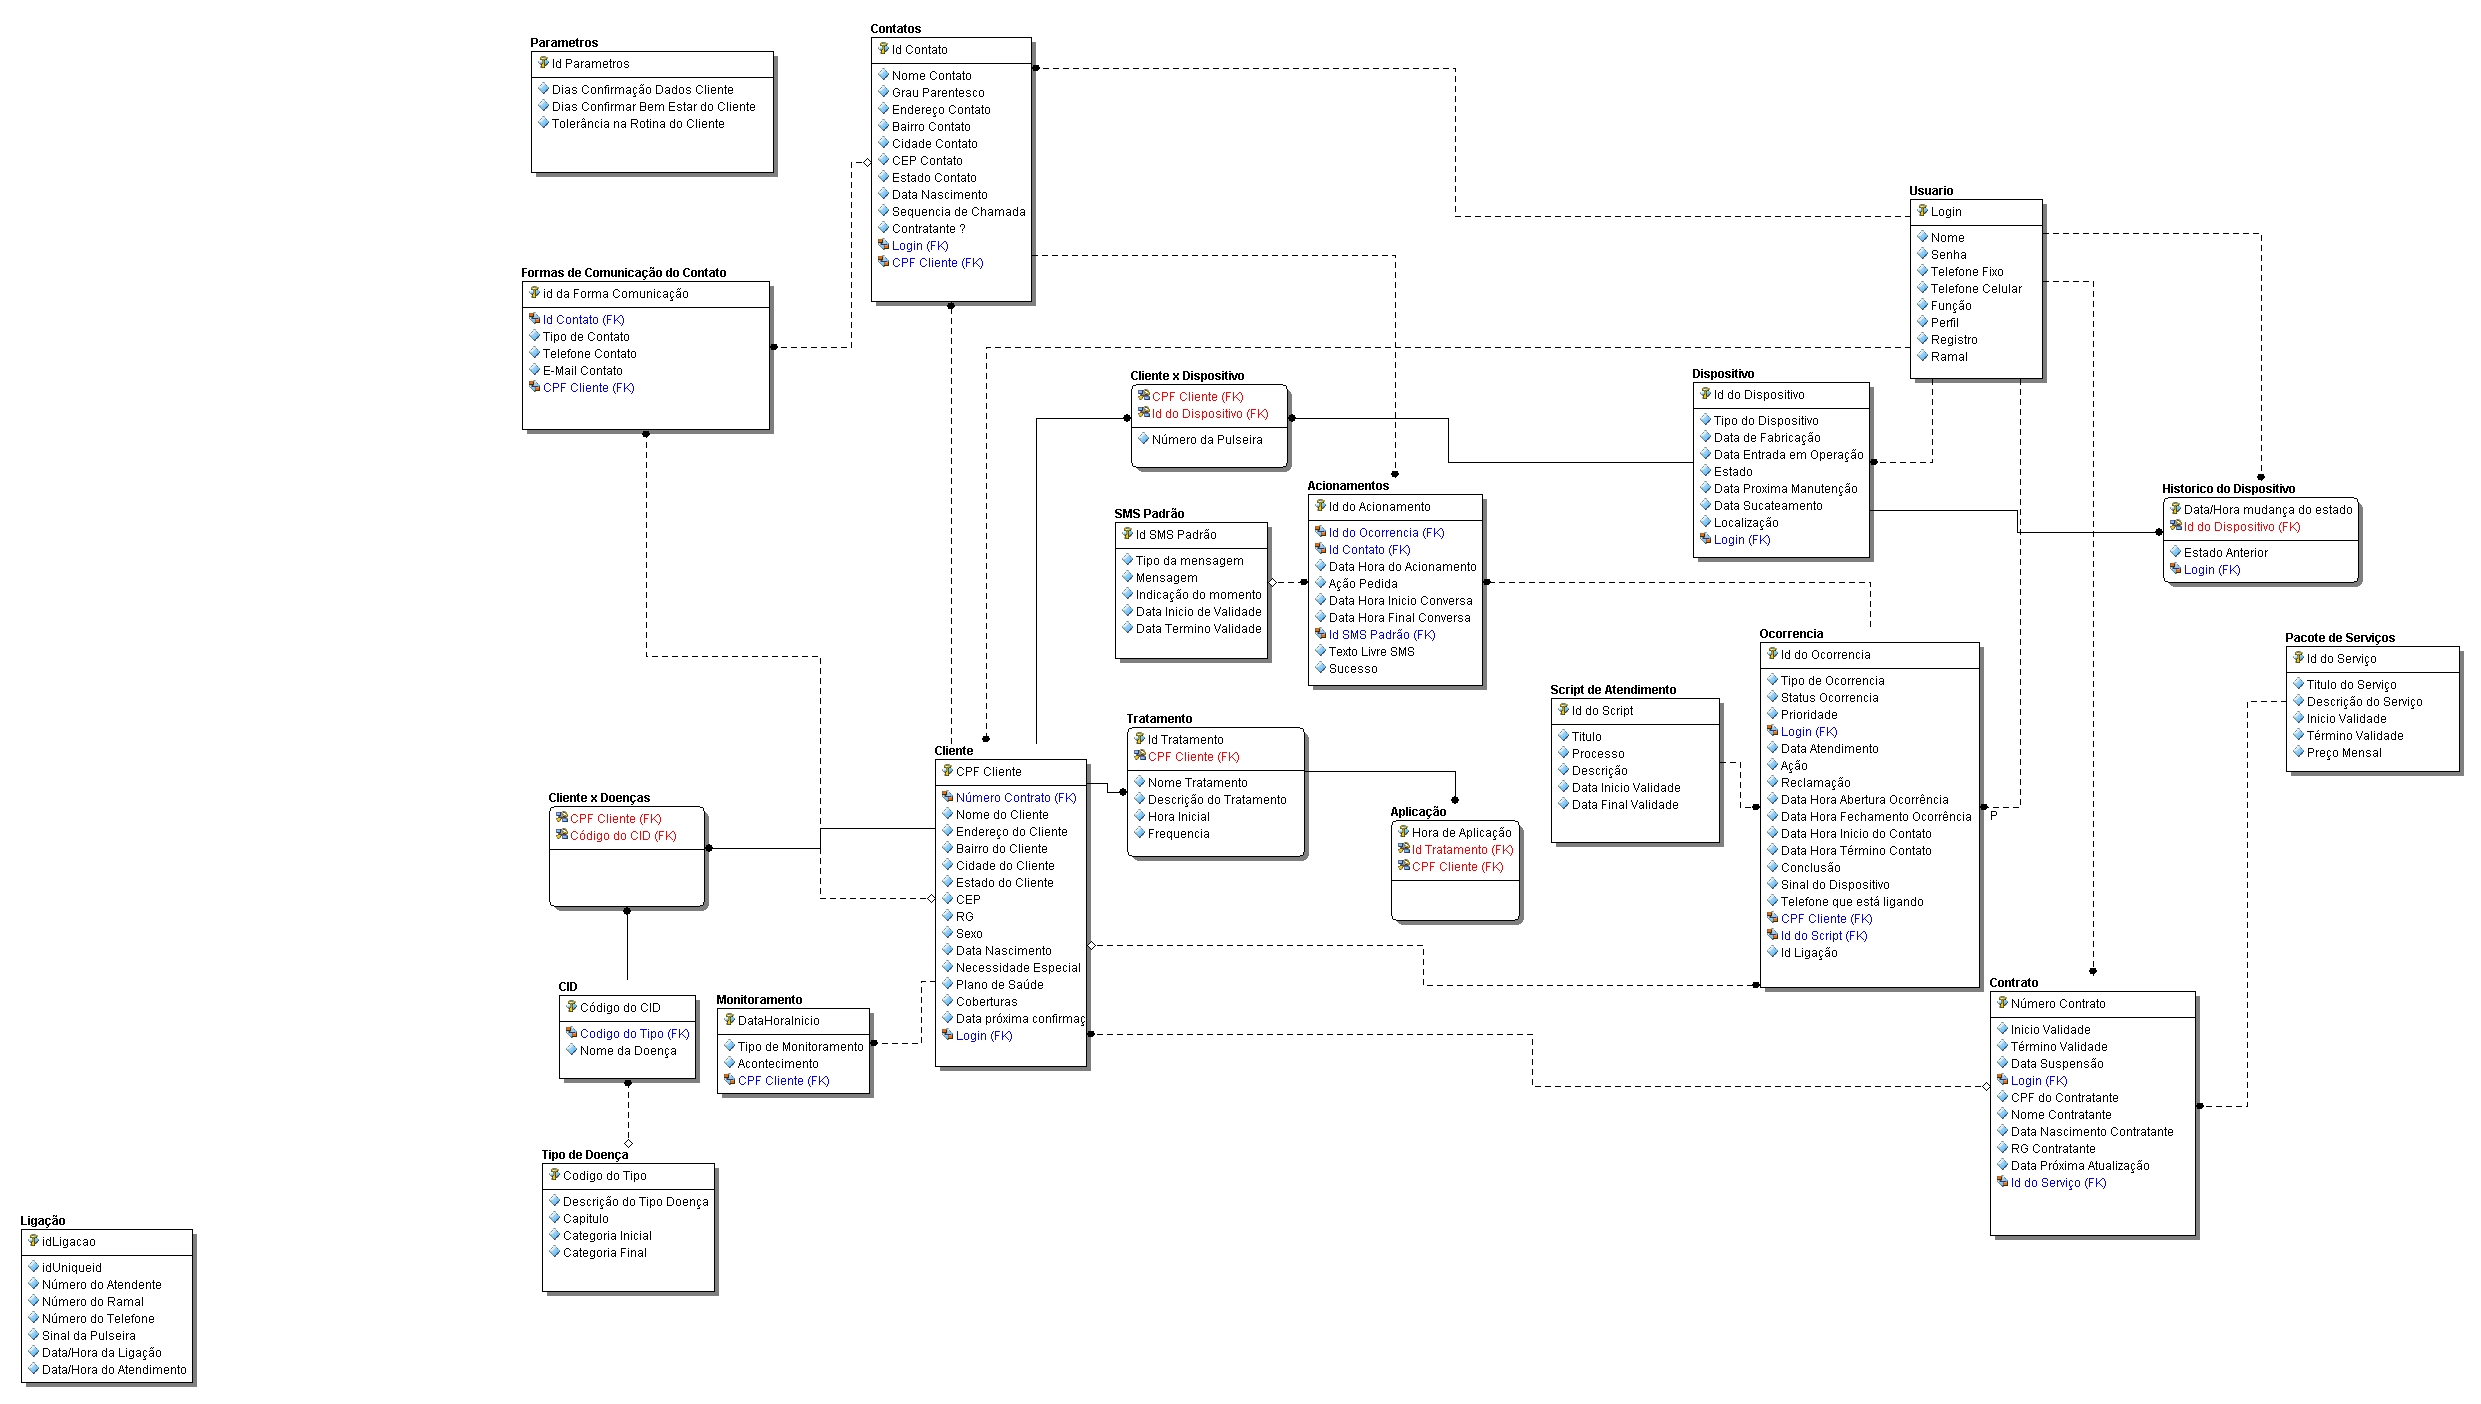 Contatos
Id Contato
Nome Contato
Grau Parentesco
Endereço Contato
Bairro Contato
Cidade Contato
CEP Contato
Estado Contato
Data Nascimento
Sequencia de Chamada
Contratante ?
Login (FK)
CPF Cliente (FK)
Parametros
Id Parametros
Dias Confirmação Dados Cliente
Dias Confirmar Bem Estar do Cliente
Tolerância na Rotina do Cliente
Usuario
Login
Nome
Senha
Telefone Fixo
Telefone Celular
Função
Perfil
Registro
Ramal
Formas de Comunicação do Contato
id da Forma Comunicação
Id Contato (FK)
Tipo de Contato
Telefone Contato
E-Mail Contato
CPF Cliente (FK)
Cliente x Dispositivo
CPF Cliente (FK)
Id do Dispositivo (FK)
Número da Pulseira
Dispositivo
Id do Dispositivo
Tipo do Dispositivo
Data de Fabricação
Data Entrada em Operação
Estado
Data Proxima Manutenção
Data Sucateamento
Localização
Login (FK)
Acionamentos
Id do Acionamento
Id do Ocorrencia (FK)
Id Contato (FK)
Data Hora do Acionamento
Ação Pedida
Data Hora Inicio Conversa
Data Hora Final Conversa
Id SMS Padrão (FK)
Texto Livre SMS
Sucesso
Historico do Dispositivo
Data/Hora mudança do estado
Id do Dispositivo (FK)
Estado Anterior
Login (FK)
SMS Padrão
Id SMS Padrão
Tipo da mensagem
Mensagem
Indicação do momento
Data Inicio de Validade
Data Termino Validade
Ocorrencia
Id do Ocorrencia
Tipo de Ocorrencia
Status Ocorrencia
Prioridade
Login (FK)
Data Atendimento
Ação
Reclamação
Data Hora Abertura Ocorrência
Data Hora Fechamento Ocorrência
Data Hora Inicio do Contato
Data Hora Término Contato
Conclusão
Sinal do Dispositivo
Telefone que está ligando
CPF Cliente (FK)
Id do Script (FK)
Id Ligação
P
Pacote de Serviços
Id do Serviço
Titulo do Serviço
Descrição do Serviço
Inicio Validade
Término Validade
Preço Mensal
Script de Atendimento
Id do Script
Titulo
Processo
Descrição
Data Inicio Validade
Data Final Validade
Tratamento
Id Tratamento
CPF Cliente (FK)
Nome Tratamento
Descrição do Tratamento
Hora Inicial
Frequencia
Cliente
CPF Cliente
Número Contrato (FK)
Nome do Cliente
Endereço do Cliente
Bairro do Cliente
Cidade do Cliente
Estado do Cliente
CEP
RG
Sexo
Data Nascimento
Necessidade Especial
Plano de Saúde
Coberturas
Data próxima confirmaç
Login (FK)
Cliente x Doenças
CPF Cliente (FK)
Código do CID (FK)
Aplicação
Hora de Aplicação
Id Tratamento (FK)
CPF Cliente (FK)
CID
Código do CID
Codigo do Tipo (FK)
Nome da Doença
Monitoramento
DataHoraInicio
Tipo de Monitoramento
Acontecimento
CPF Cliente (FK)
Contrato
Número Contrato
Inicio Validade
Término Validade
Data Suspensão
Login (FK)
CPF do Contratante
Nome Contratante
Data Nascimento Contratante
RG Contratante
Data Próxima Atualização
Id do Serviço (FK)
Tipo de Doença
Codigo do Tipo
Descrição do Tipo Doença
Capitulo
Categoria Inicial
Categoria Final
Ligação
idLigacao
idUniqueid
Número do Atendente
Número do Ramal
Número do Telefone
Sinal da Pulseira
Data/Hora da Ligação
Data/Hora do Atendimento